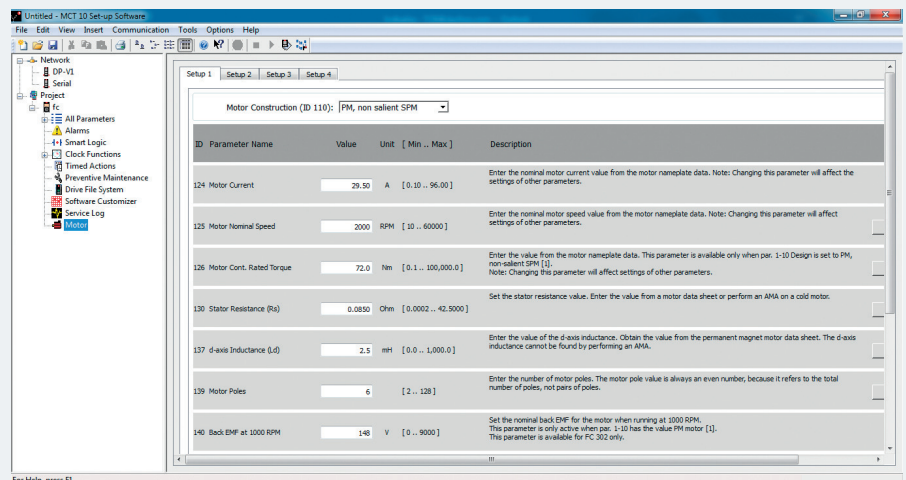 Untitled - MCT 10 Set-up Software
File Edit View Insert Communication Tools Options Help
Network
DP-V1
Serial
Project
fc
All Parameters
Alarms
Smart Logic
Clock Functions
Timed Actions
Preventive Maintenance
Drive File System
Software Customizer
Service Log
Motor
Setup 1 Setup 2 Setup 3 Setup 4
Motor Construction (ID 110): PM, non salient SPM
ID Parameter Name Value Unit [ Min .. Max ] Description
124 Motor Current 29.50 A [ 0.10 .. 96.00 ]
Enter the nominal motor current value from the motor nameplate data. Note: Changing this parameter will affect the
settings of other parameters.
125 Motor Nominal Speed 2000 RPM [ 10 .. 60000 ]
Enter the nominal motor speed value from the motor nameplate data. Note: Changing this parameter will affect
settings of other parameters.
126 Motor Cont. Rated Torque 72.0 Nm [ 0.1 .. 100,000.0 ]
Enter the value from the motor nameplate data. This parameter is available only when par. 1-10 Design is set to PM,
non-salient SPM [1].
Note: Changing this parameter will affect settings of other parameters.
130 Stator Resistance (Rs) 0.0850 Ohm [ 0.0002 .. 42.5000 ]
Set the stator resistance value. Enter the value from a motor data sheet or perform an AMA on a cold motor.
137 d-axis Inductance (Ld) 2.5 mH [ 0.0 .. 1,000.0 ]
Enter the value of the d-axis inductance. Obtain the value from the permanent magnet motor data sheet. The d-axis
inductance cannot be found by performing an AMA.
139 Motor Poles 6 [ 2 .. 128 ]
Enter the number of motor poles. The motor pole value is always an even number, because it refers to the total
number of poles, not pairs of poles.
140 Back EMF at 1000 RPM 148 V [ 0 .. 9000 ]
Set the nominal back EMF for the motor when running at 1000 RPM.
This parameter is only active when par. 1-10 has the value PM motor [1].
This parameter is available for FC 302 only.
For Help, press F1